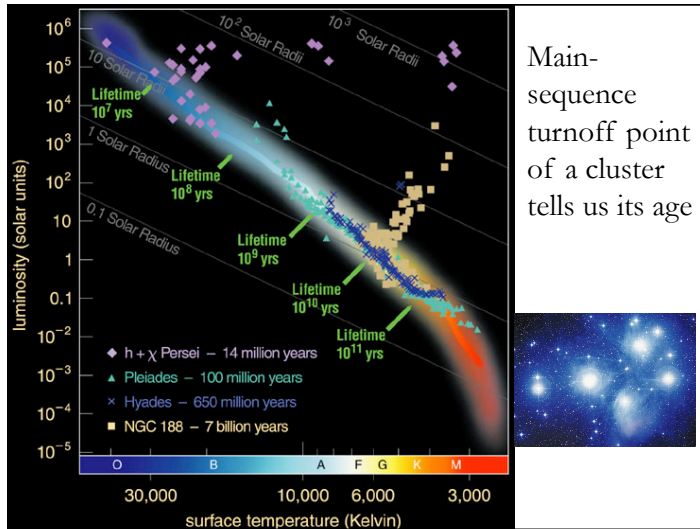 10⁶
10⁵
10⁴
10³
10²
10
1
0.1
10⁻²
10⁻³
10⁻⁴
10⁻⁵
luminosity (solar units)
10² Solar Radii
10³ Solar Radii
10 Solar Radii
1 Solar Radius
0.1 Solar Radius
Lifetime
10⁷ yrs
Lifetime
10⁸ yrs
Lifetime
10⁹ yrs
Lifetime
10¹⁰ yrs
Lifetime
10¹¹ yrs
h + χ Persei – 14 million years
Pleiades – 100 million years
Hyades – 650 million years
NGC 188 – 7 billion years
O B A F G K M
30,000 10,000 6,000 3,000
surface temperature (Kelvin)
Main-
sequence
turnoff point
of a cluster
tells us its age